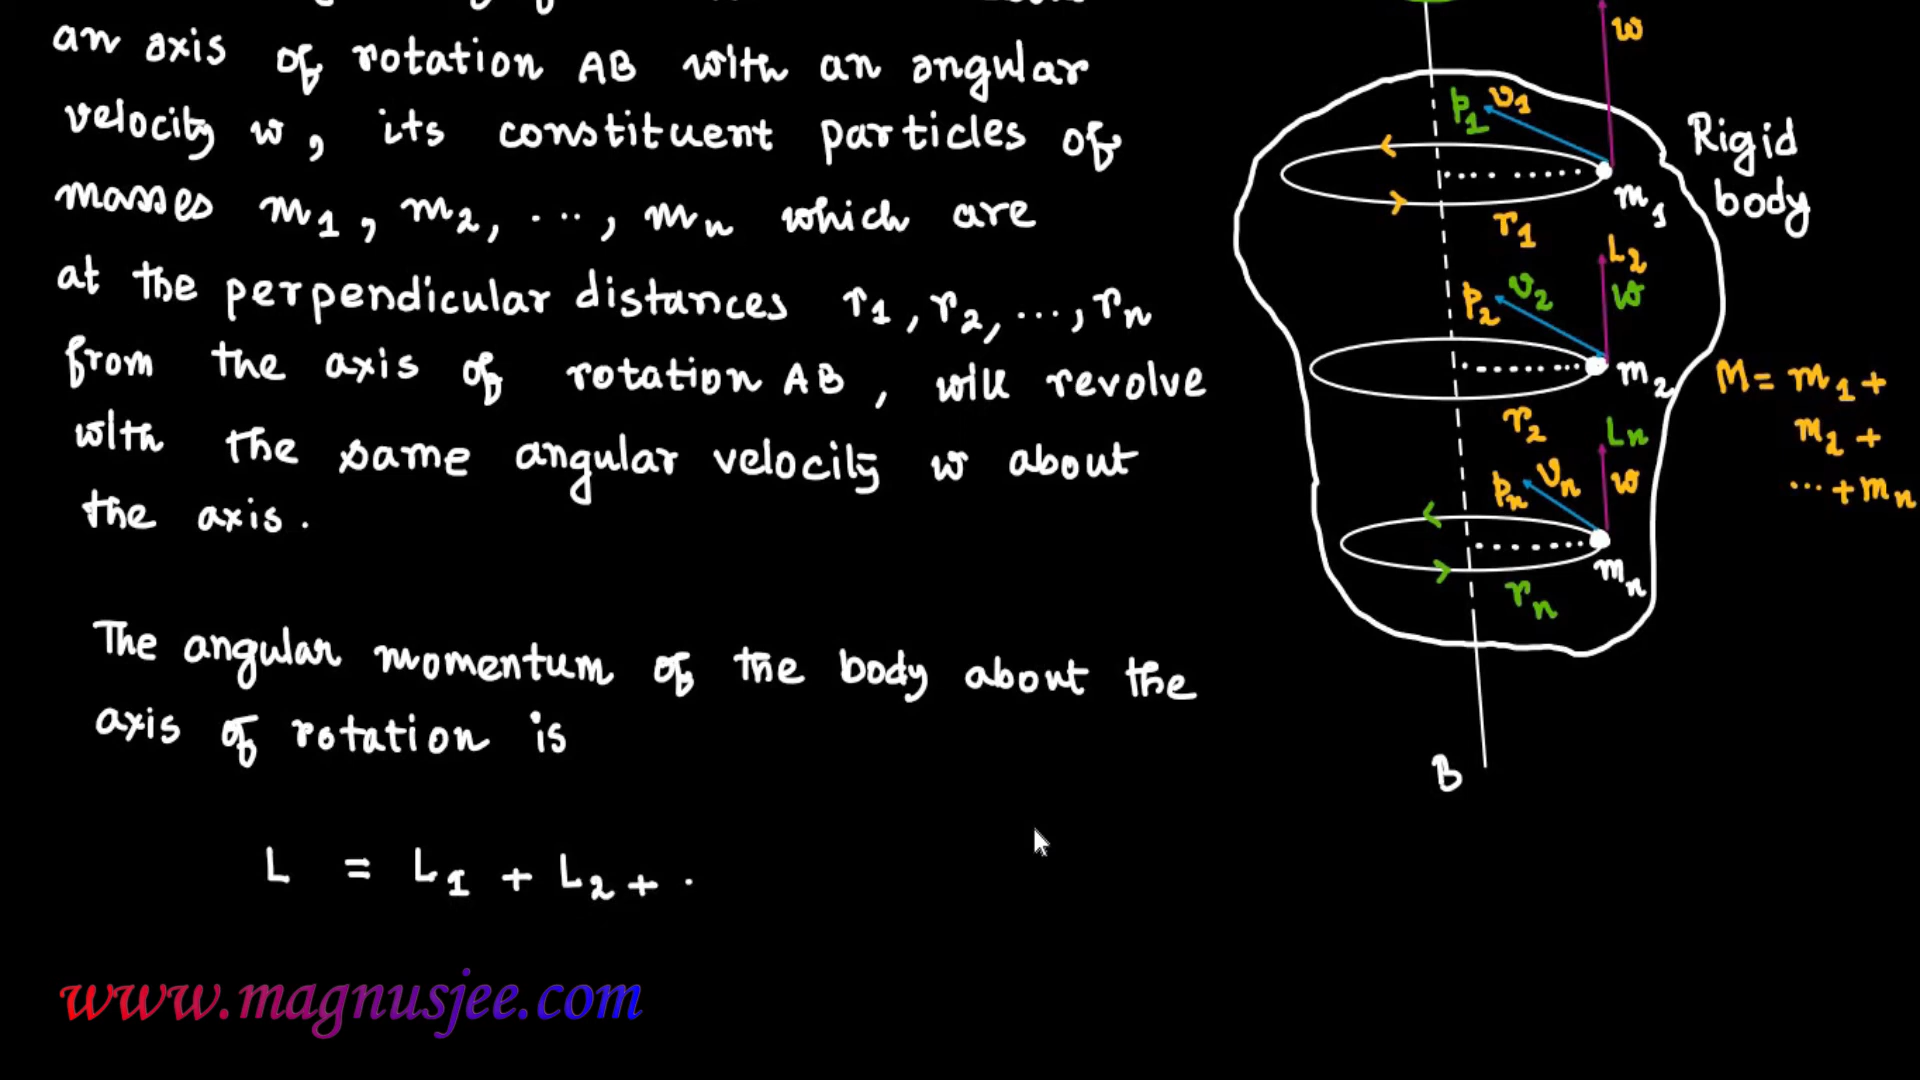 an axis of rotation AB with an angular
velocity w, its constituent particles of
masses m1, m2, ..., mn which are
at the perpendicular distances r1, r2, ..., rn
from the axis of rotation AB, will revolve
with the same angular velocity w about
the axis.
The angular momentum of the body about the
axis of rotation is
L = L1 + L2 + .
www.magnusjee.com
w
p1 v1
Rigid
body
m1
r1
L2
p2 v2 w
m2
M = m1 +
m2 +
... + mn
r2
Ln
pn vn w
mn
rn
B